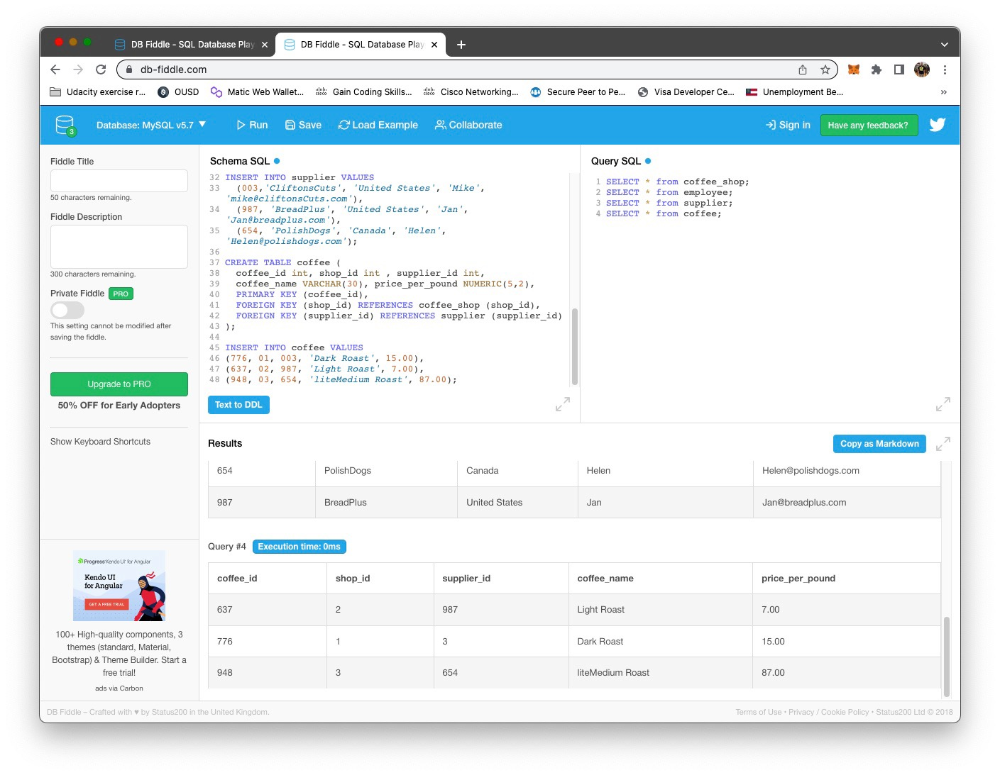 DB Fiddle - SQL Database Play
DB Fiddle - SQL Database Play
db-fiddle.com
Udacity exercise r...
OUSD
Matic Web Wallet...
Gain Coding Skills...
Cisco Networking...
Secure Peer to Pe...
Visa Developer Ce...
Unemployment Be...
»
3
Database: MySQL v5.7 ▼
Run
Save
Load Example
Collaborate
Sign in
Have any feedback?
Fiddle Title
50 characters remaining.
Fiddle Description
300 characters remaining.
Private Fiddle PRO
This setting cannot be modified after
saving the fiddle.
Upgrade to PRO
50% OFF for Early Adopters
Show Keyboard Shortcuts
Progress Kendo UI for Angular
Kendo UI
for Angular
GET A FREE TRIAL
100+ High-quality components, 3
themes (standard, Material,
Bootstrap) & Theme Builder. Start a
free trial!
ads via Carbon
Schema SQL
32 INSERT INTO supplier VALUES
33 (003,'CliftonsCuts', 'United States', 'Mike',
'mike@cliftonsCuts.com'),
34 (987, 'BreadPlus', 'United States', 'Jan',
'Jan@breadplus.com'),
35 (654, 'PolishDogs', 'Canada', 'Helen',
'Helen@polishdogs.com');
36
37 CREATE TABLE coffee (
38 coffee_id int, shop_id int , supplier_id int,
39 coffee_name VARCHAR(30), price_per_pound NUMERIC(5,2),
40 PRIMARY KEY (coffee_id),
41 FOREIGN KEY (shop_id) REFERENCES coffee_shop (shop_id),
42 FOREIGN KEY (supplier_id) REFERENCES supplier (supplier_id)
43 );
44
45 INSERT INTO coffee VALUES
46 (776, 01, 003, 'Dark Roast', 15.00),
47 (637, 02, 987, 'Light Roast', 7.00),
48 (948, 03, 654, 'liteMedium Roast', 87.00);
Text to DDL
Query SQL
1 SELECT * from coffee_shop;
2 SELECT * from employee;
3 SELECT * from supplier;
4 SELECT * from coffee;
Results
Copy as Markdown
654 PolishDogs Canada Helen Helen@polishdogs.com
987 BreadPlus United States Jan Jan@breadplus.com
Query #4 Execution time: 0ms
coffee_id shop_id supplier_id coffee_name price_per_pound
637 2 987 Light Roast 7.00
776 1 3 Dark Roast 15.00
948 3 654 liteMedium Roast 87.00
DB Fiddle – Crafted with ♥ by Status200 in the United Kingdom.
Terms of Use • Privacy / Cookie Policy • Status200 Ltd © 2018